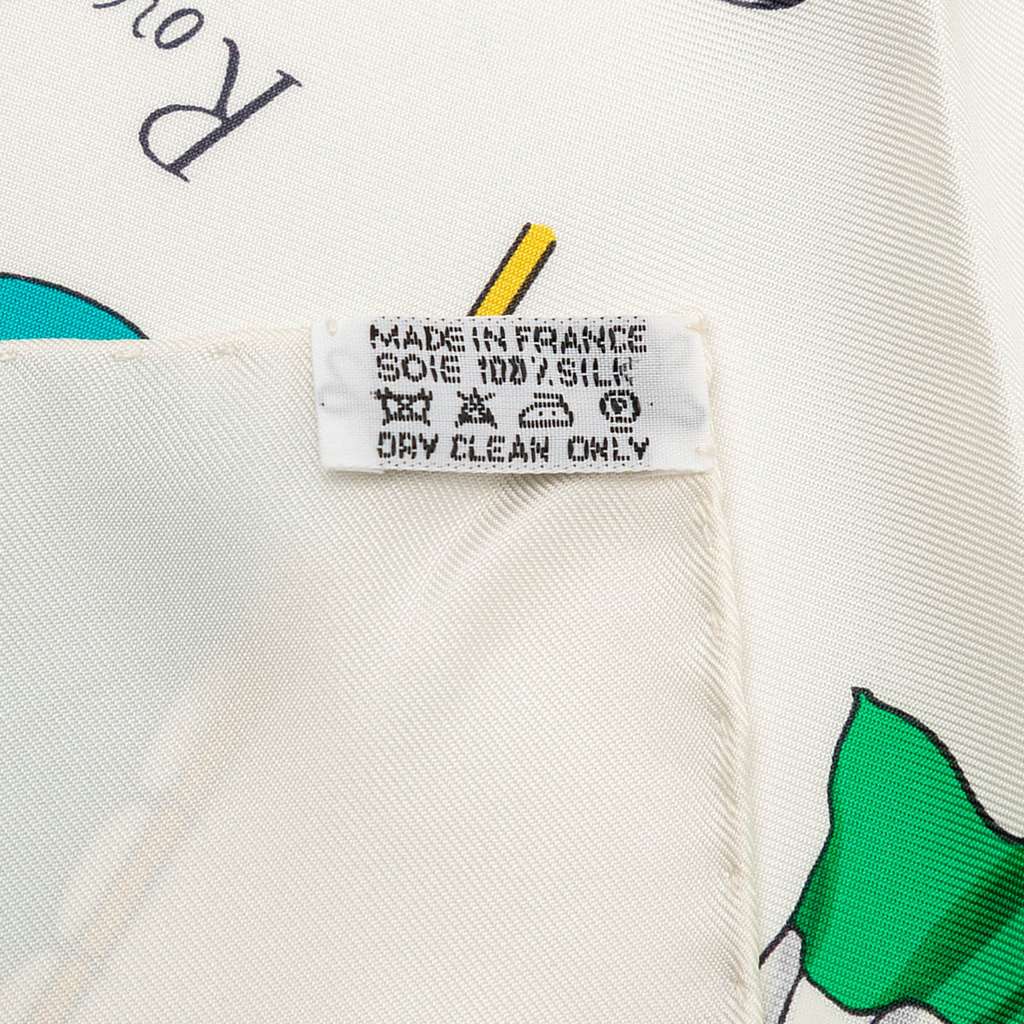 Ro
MADE IN FRANCE
SOIE 100% SILK
DRY CLEAN ONLY